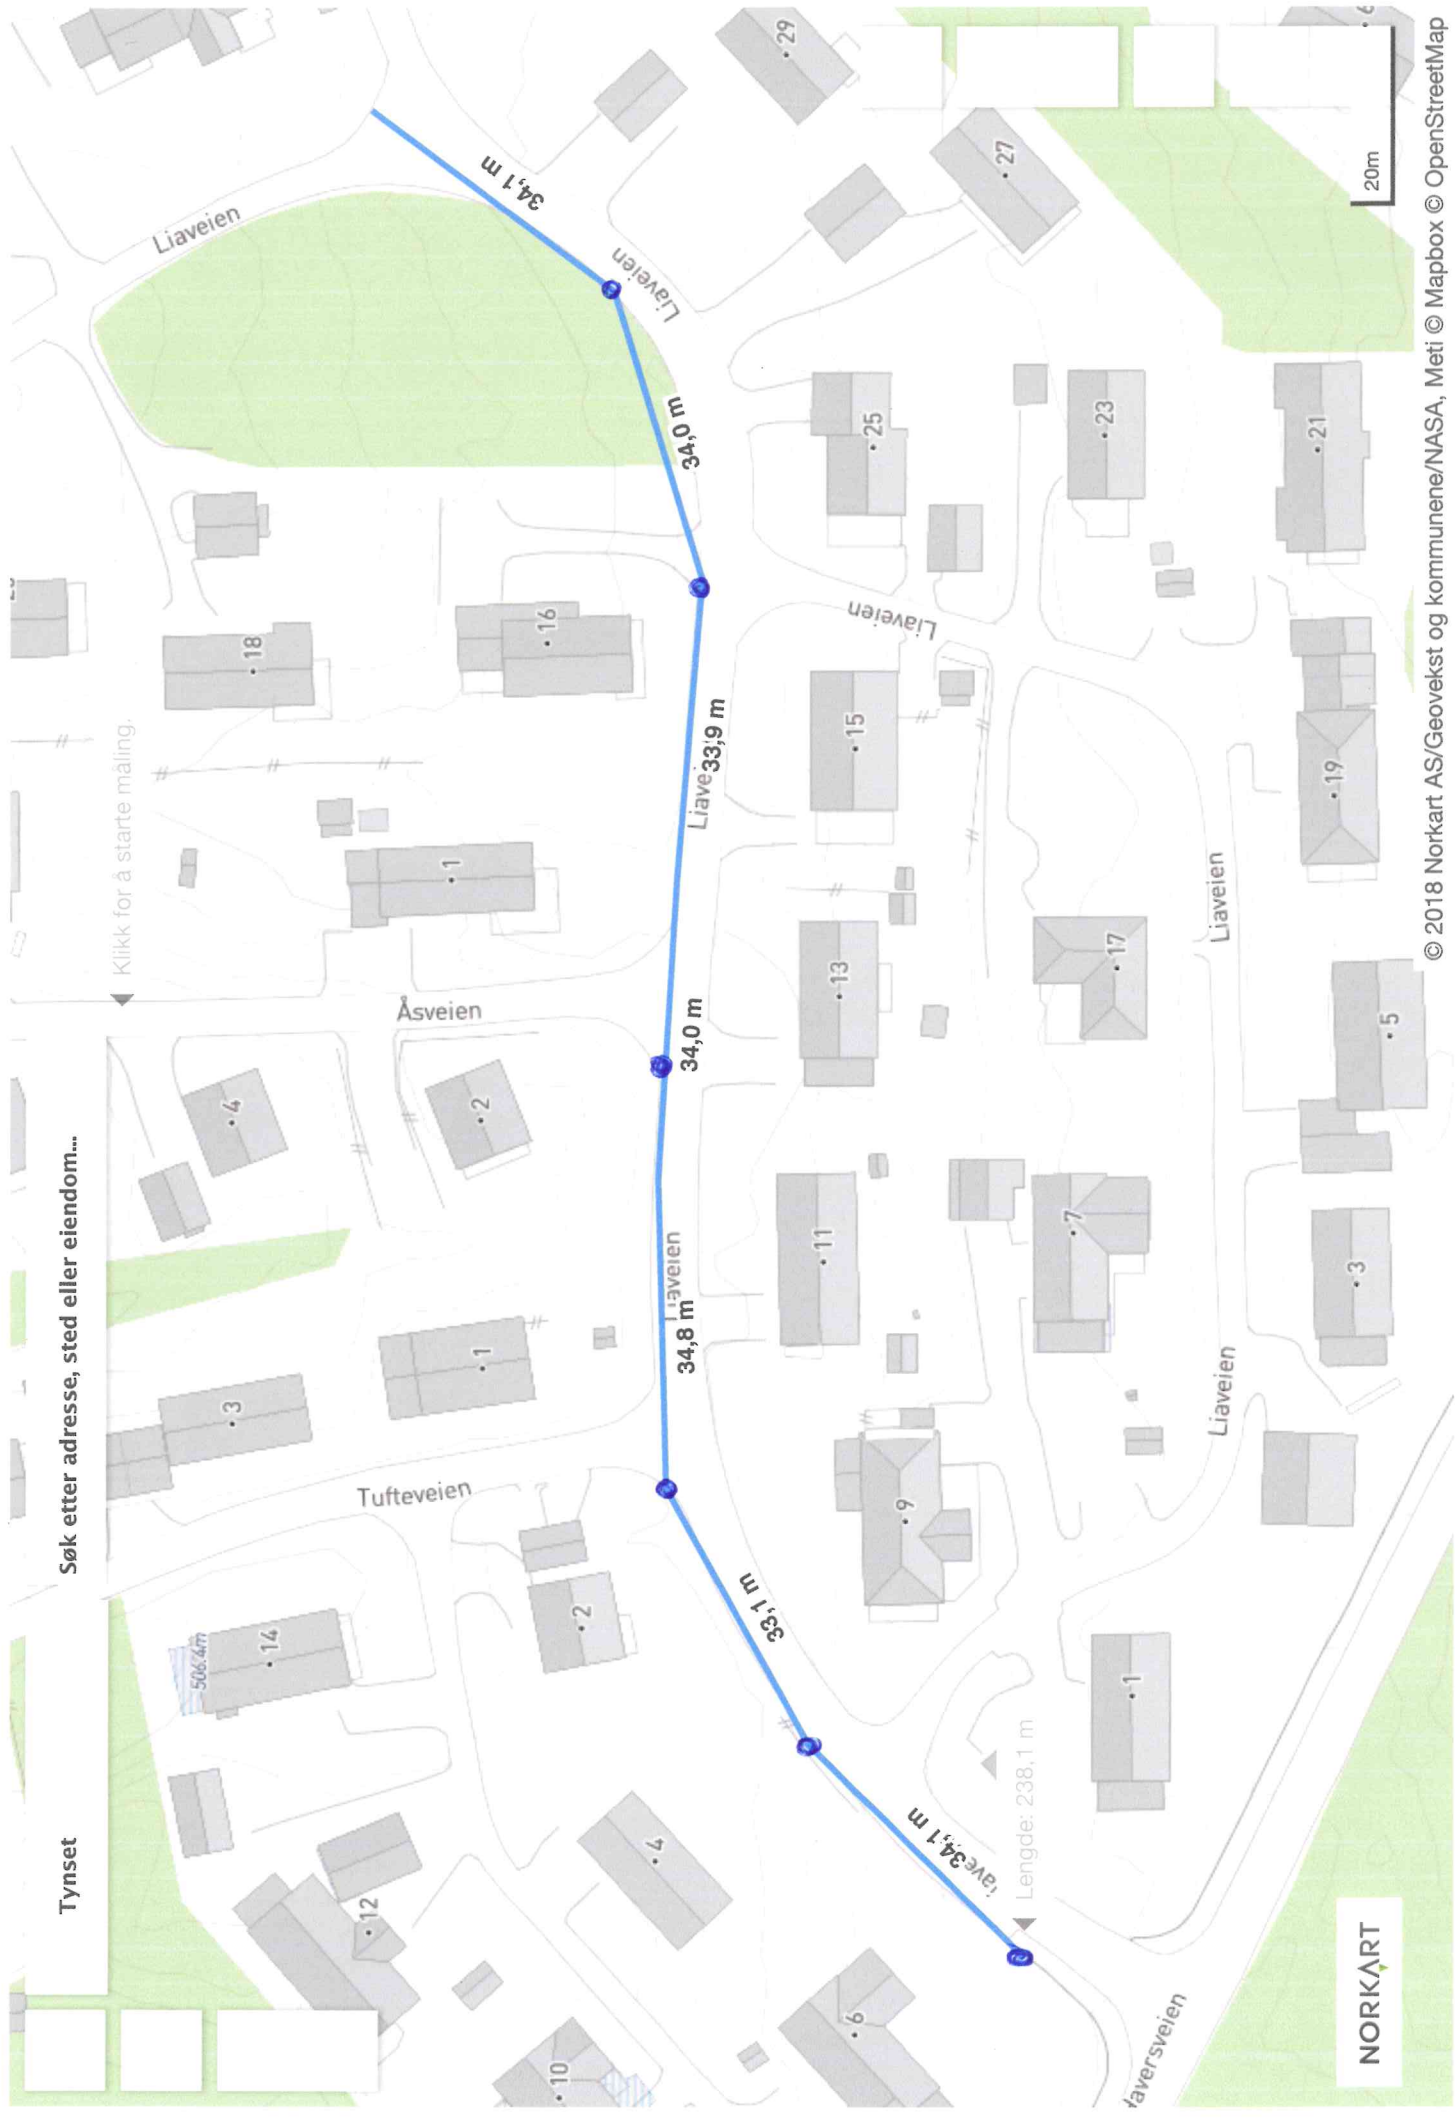 Tynset
Søk etter adresse, sted eller eiendom...
Klikk for å starte måling.
Liaveien
506.4m
3
4
18
14
12
Tufteveien
Åsveien
1
2
1
34,1 m
16
10
2
Liaveien
4
34,8 m
34,0 m
Liave
33,9 m
34,0 m
33,1 m
29
11
13
15
6
25
Liaveien
9
34,1 m
27
Lengde: 238,1 m
7
23
17
1
Liaveien
Liaveien
21
19
3
5
NORKART
20m
© 2018 Norkart AS/Geovekst og kommunene/NASA, Meti © Mapbox © OpenStreetMap